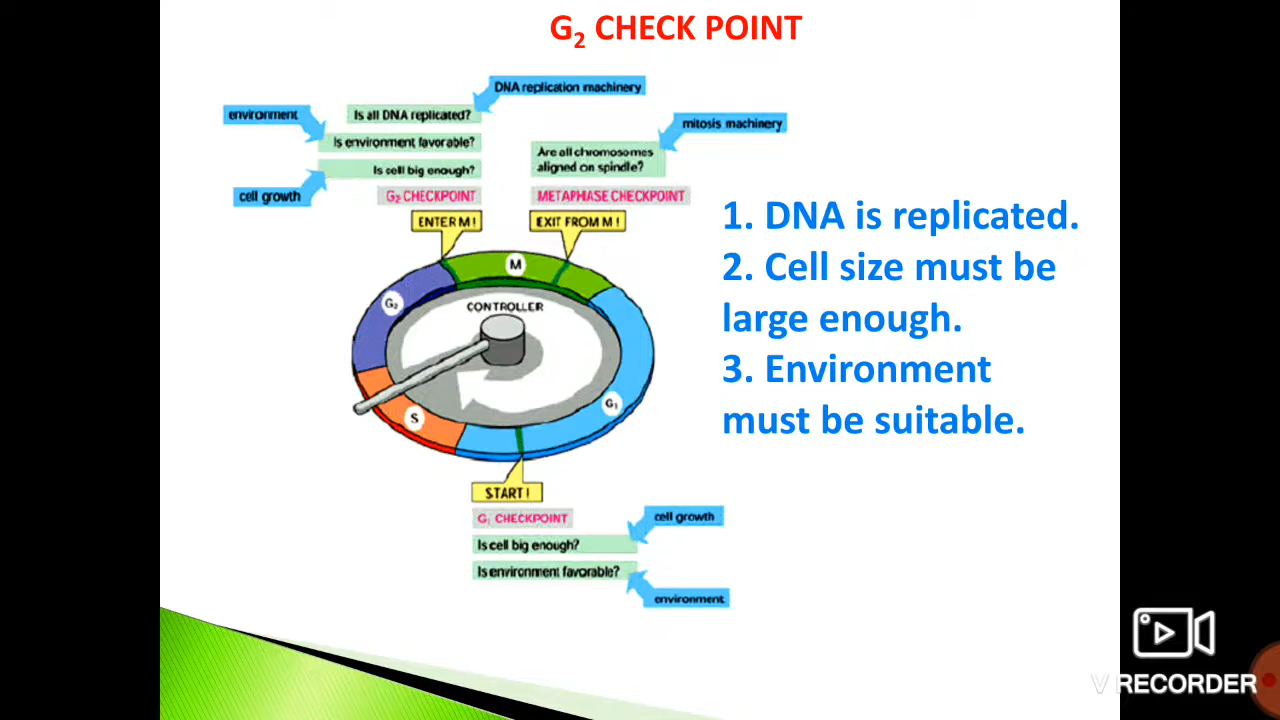 G₂ CHECK POINT
DNA replication machinery
environment
Is all DNA replicated?
mitosis machinery
Is environment favorable?
Are all chromosomes
aligned on spindle?
Is cell big enough?
cell growth
G₂ CHECKPOINT
METAPHASE CHECKPOINT
ENTER M!
EXIT FROM M!
1. DNA is replicated.
2. Cell size must be
large enough.
3. Environment
must be suitable.
M
G₂
CONTROLLER
G₁
S
START!
G₁ CHECKPOINT
cell growth
Is cell big enough?
Is environment favorable?
environment
V RECORDER